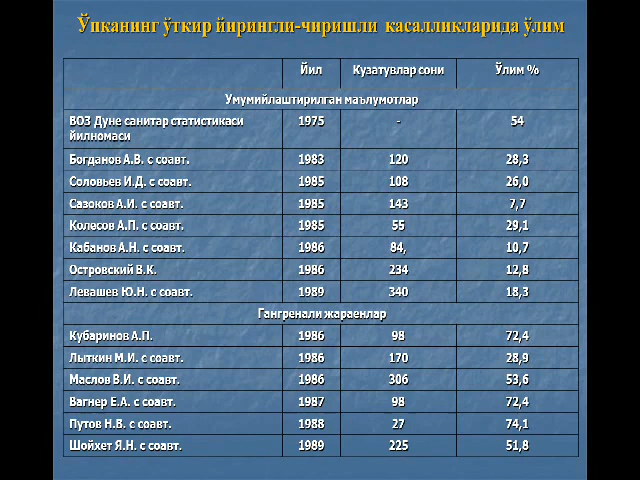 Ўпканинг ўткир йирингли-чиришли касалликларида ўлим
Йил Кузатувлар сони Ўлим %
Умумийлаштирилган маълумотлар
ВОЗ Дуне санитар статистикаси йилномаси 1975 - 54
Богданов А.В. с соавт. 1983 120 28,3
Соловьев И.Д. с соавт. 1985 108 26,0
Сазоков А.И. с соавт. 1985 143 7,7
Колесов А.П. с соавт. 1985 55 29,1
Кабанов А.Н. с соавт. 1986 84, 10,7
Островский В.К. 1986 234 12,8
Левашев Ю.Н. с соавт. 1989 340 18,3
Гангренали жараенлар
Кубаринов А.П. 1986 98 72,4
Лыткин М.И. с соавт. 1986 170 28,9
Маслов В.И. с соавт. 1986 306 53,6
Вагнер Е.А. с соавт. 1987 98 72,4
Путов Н.В. с соавт. 1988 27 74,1
Шойхет Я.Н. с соавт. 1989 225 51,8